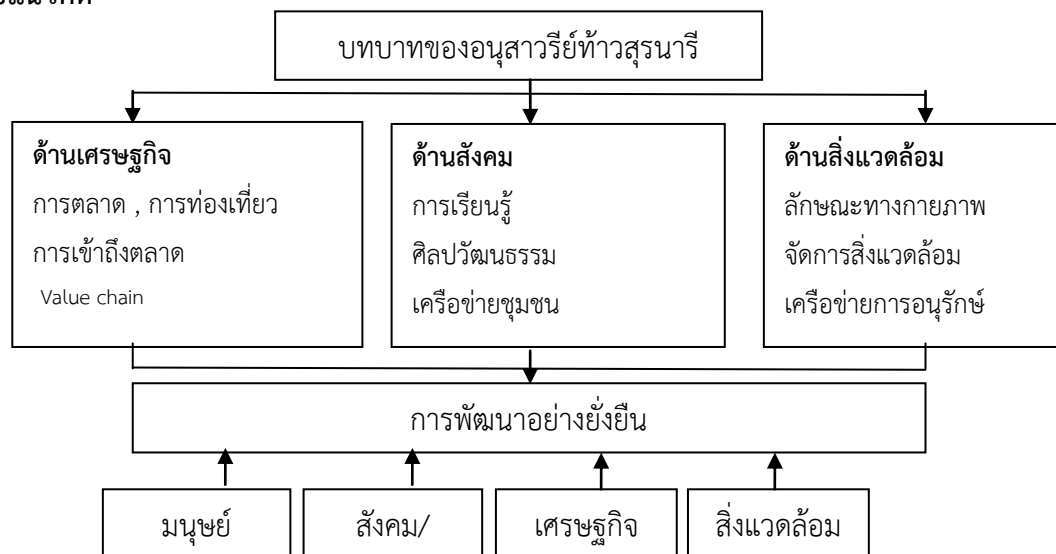 บทบาทของอนุสาวรีย์ท้าวสุรนารี
ด้านเศรษฐกิจ
การตลาด , การท่องเที่ยว
การเข้าถึงตลาด
Value chain
ด้านสังคม
การเรียนรู้
ศิลปวัฒนธรรม
เครือข่ายชุมชน
ด้านสิ่งแวดล้อม
ลักษณะทางกายภาพ
จัดการสิ่งแวดล้อม
เครือข่ายการอนุรักษ์
การพัฒนาอย่างยั่งยืน
มนุษย์
สังคม/
เศรษฐกิจ
สิ่งแวดล้อม